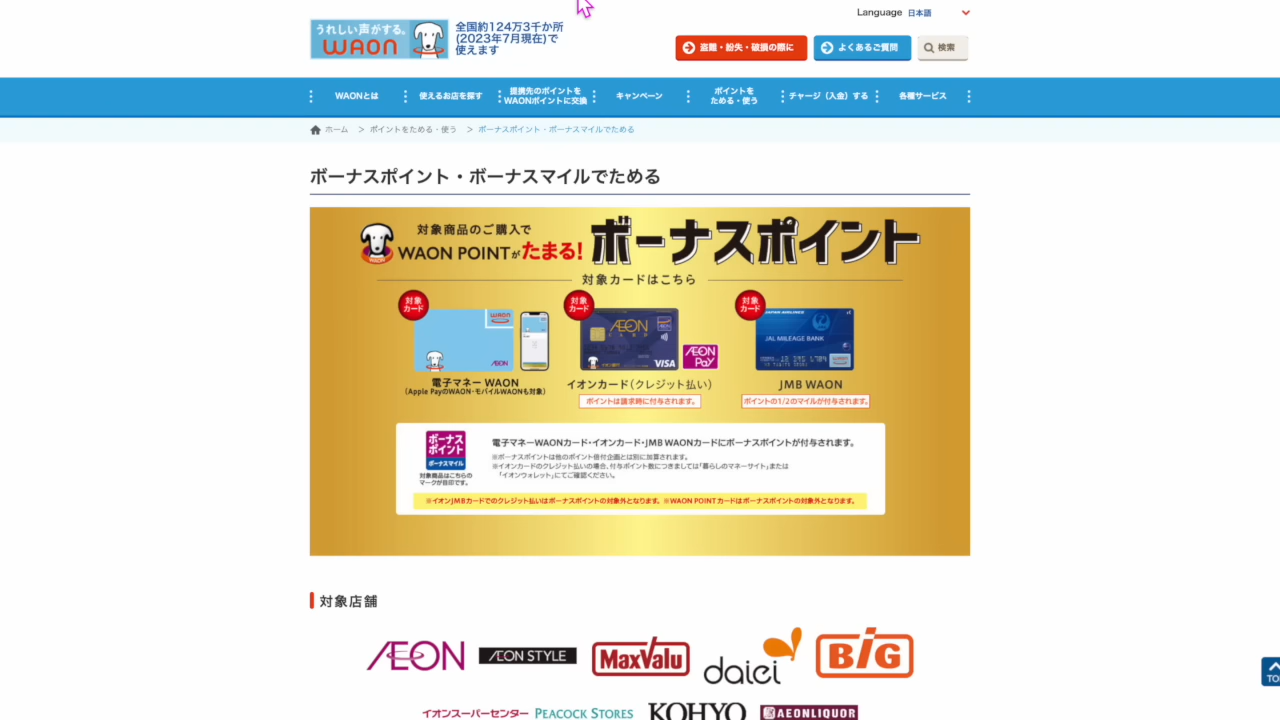 Language 日本語
うれしい声がする。
WAON
全国約124万3千か所
(2023年7月現在)で
使えます
盗難・紛失・破損の際に
よくあるご質問
検索
WAONとは
使えるお店を探す
提携先のポイントを
WAONポイントに交換
キャンペーン
ポイントを
ためる・使う
チャージ（入金）する
各種サービス
ホーム > ポイントをためる・使う > ボーナスポイント・ボーナスマイルでためる
ボーナスポイント・ボーナスマイルでためる
対象商品のご購入で
WAON POINTがたまる!
ボーナスポイント
対象カードはこちら
対象
カード
WAON
AEON
対象
カード
AEON
CARD
VISA
AEON
Pay
対象
カード
JAPAN AIRLINES
JAL
JAL MILEAGE BANK
WAON
電子マネー WAON
（Apple PayのWAON・モバイルWAONも対象）
イオンカード（クレジット払い）
ポイントは請求時に付与されます。
JMB WAON
ポイントの1/2のマイルが付与されます。
ボーナス
ポイント
ボーナスマイル
対象商品はこちらの
マークが目印です。
電子マネーWAONカード・イオンカード・JMB WAONカードにボーナスポイントが付与されます。
※ボーナスポイントは他のポイント倍付企画とは別に加算されます。
※イオンカードのクレジット払いの場合、付与ポイント数につきましては「暮らしのマネーサイト」または
「イオンウォレット」にてご確認ください。
※イオンJMBカードでのクレジット払いはボーナスポイントの対象外となります。※WAON POINTカードはボーナスポイントの対象外となります。
対象店舗
AEON
AEON STYLE
MaxValu
daiei
BIG
イオンスーパーセンター
PEACOCK STORES
KOHYO
AEONLIQUOR
TO